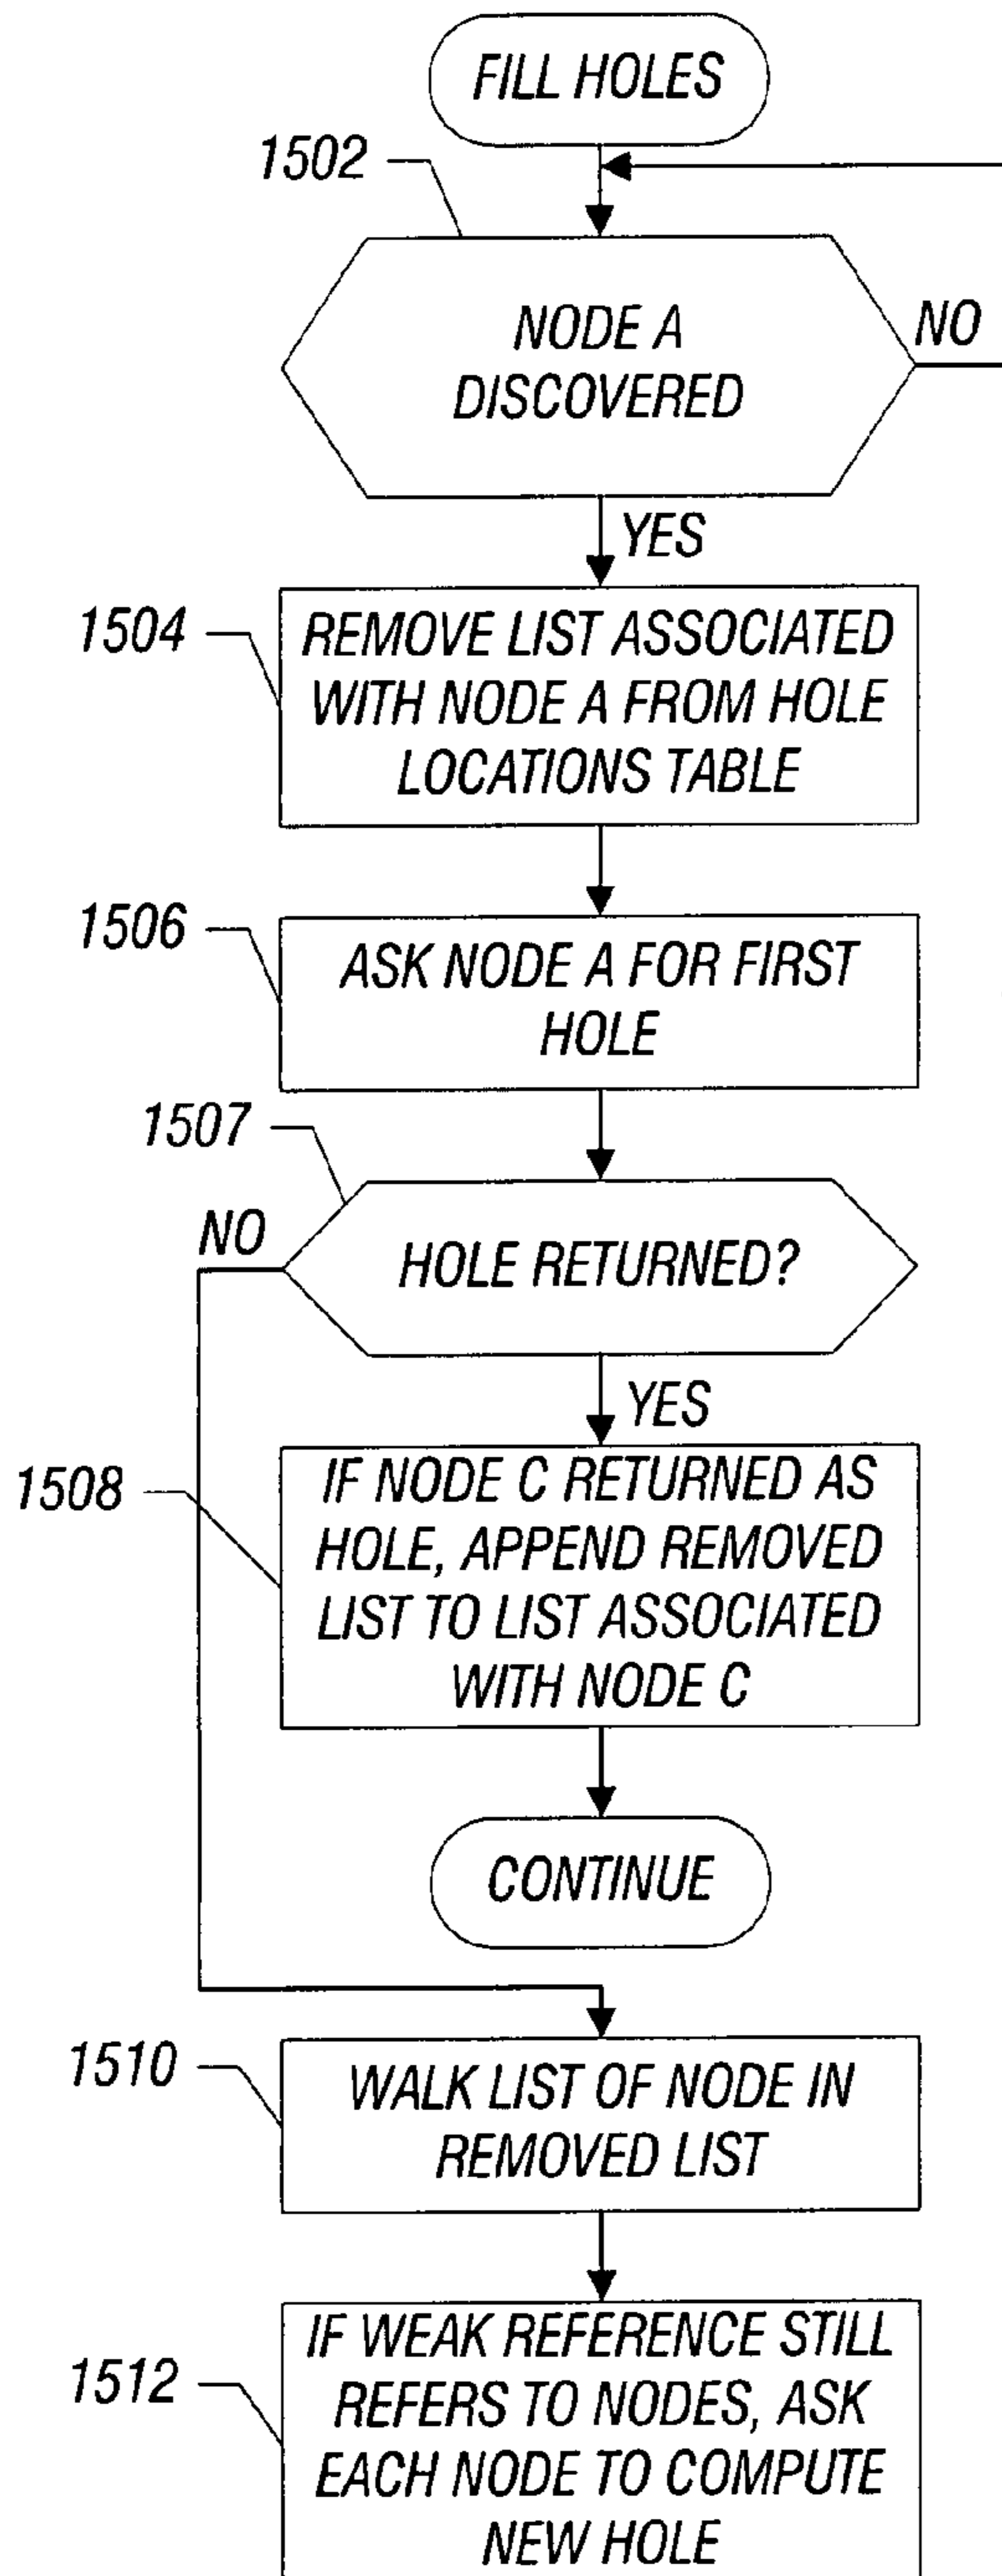 FILL HOLES
1502
NODE A
DISCOVERED
NO
YES
1504
REMOVE LIST ASSOCIATED
WITH NODE A FROM HOLE
LOCATIONS TABLE
1506
ASK NODE A FOR FIRST
HOLE
1507
NO
HOLE RETURNED?
YES
1508
IF NODE C RETURNED AS
HOLE, APPEND REMOVED
LIST TO LIST ASSOCIATED
WITH NODE C
CONTINUE
1510
WALK LIST OF NODE IN
REMOVED LIST
1512
IF WEAK REFERENCE STILL
REFERS TO NODES, ASK
EACH NODE TO COMPUTE
NEW HOLE